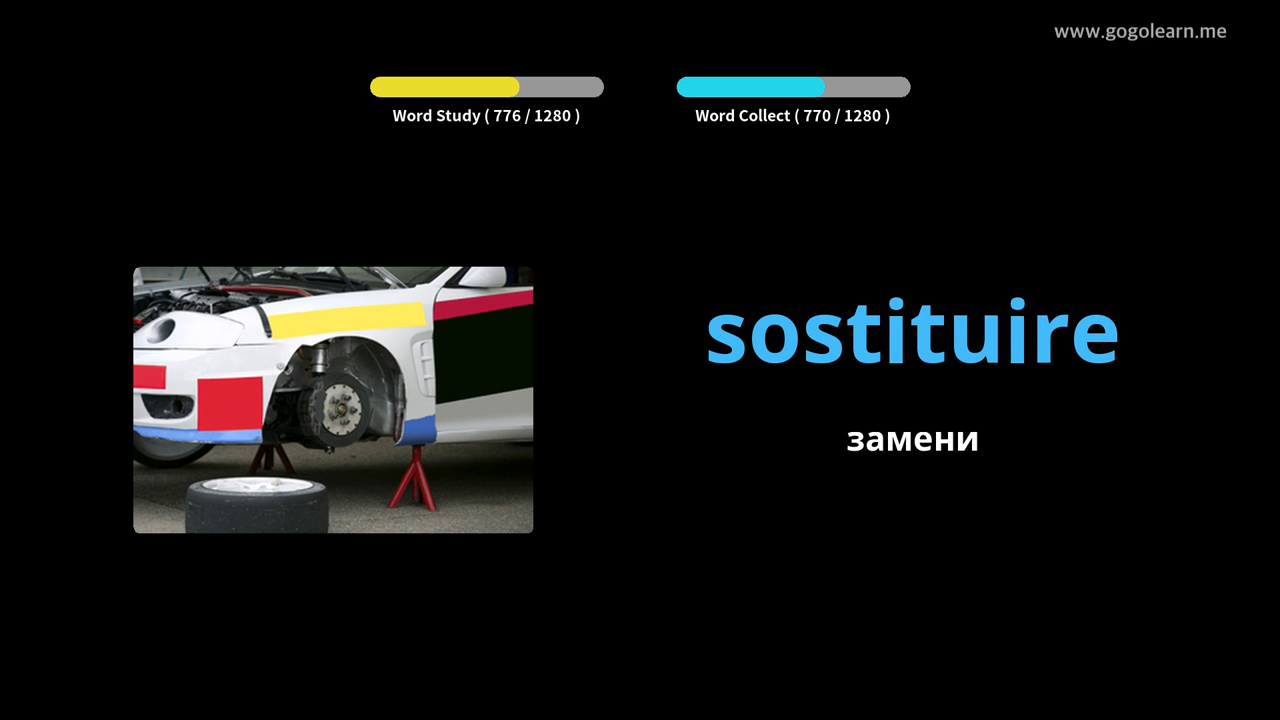 www.gogolearn.me
Word Study ( 776 / 1280 )
Word Collect ( 770 / 1280 )
sostituire
замени